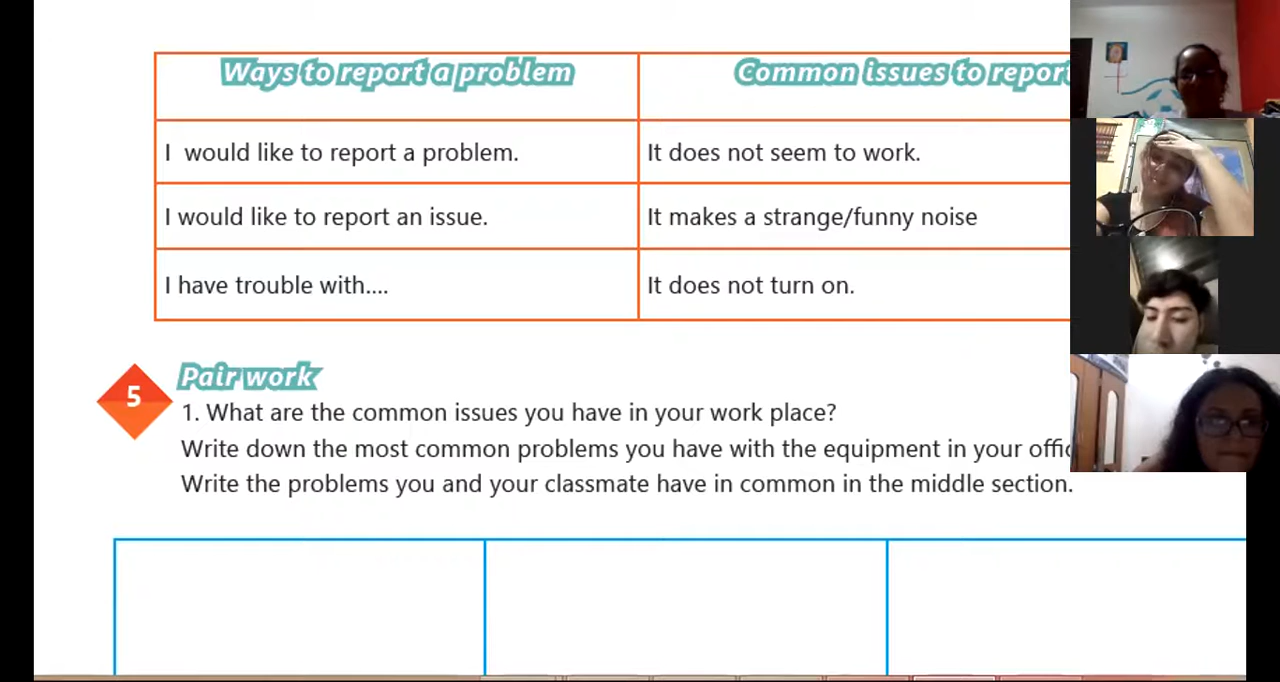 Ways to report a problem
Common issues to report
I would like to report a problem.
It does not seem to work.
I would like to report an issue.
It makes a strange/funny noise
I have trouble with....
It does not turn on.
5
Pair work
1. What are the common issues you have in your work place?
Write down the most common problems you have with the equipment in your
Write the problems you and your classmate have in common in the middle section.